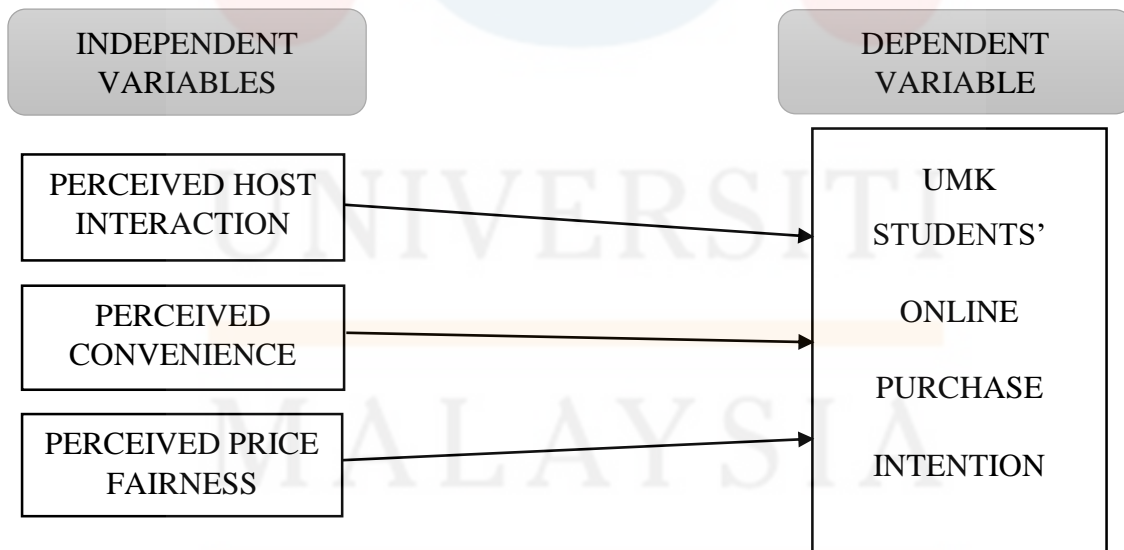 INDEPENDENT
VARIABLES
DEPENDENT
VARIABLE
PERCEIVED HOST
INTERACTION
PERCEIVED
CONVENIENCE
PERCEIVED PRICE
FAIRNESS
UMK
STUDENTS’
ONLINE
PURCHASE
INTENTION
UNIVERSITI
MALAYSIA